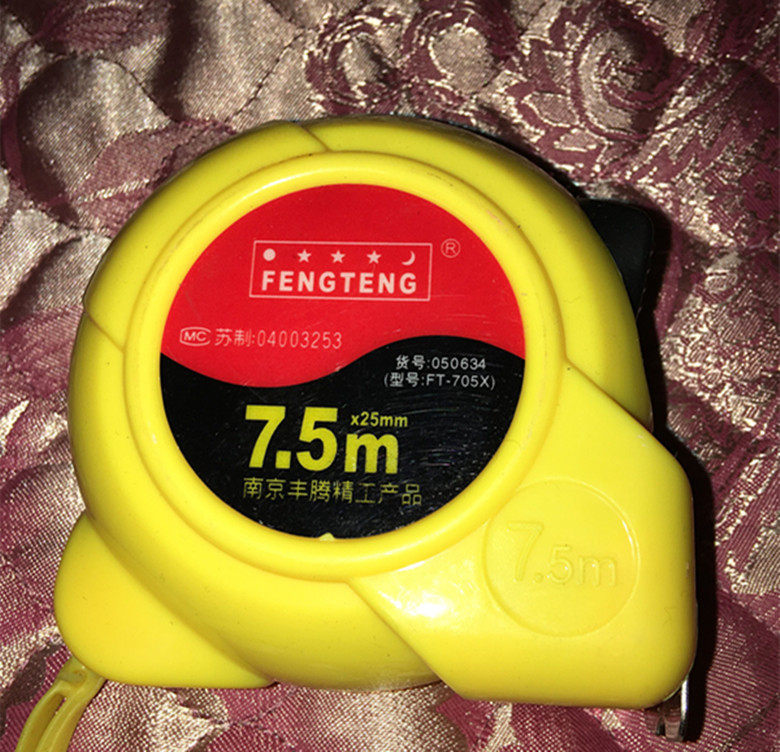 ®
FENGTENG
MC 苏制:04003253
货号:050634
(型号:FT-705X)
7.5m x25mm
南京丰腾精工产品
7.5m